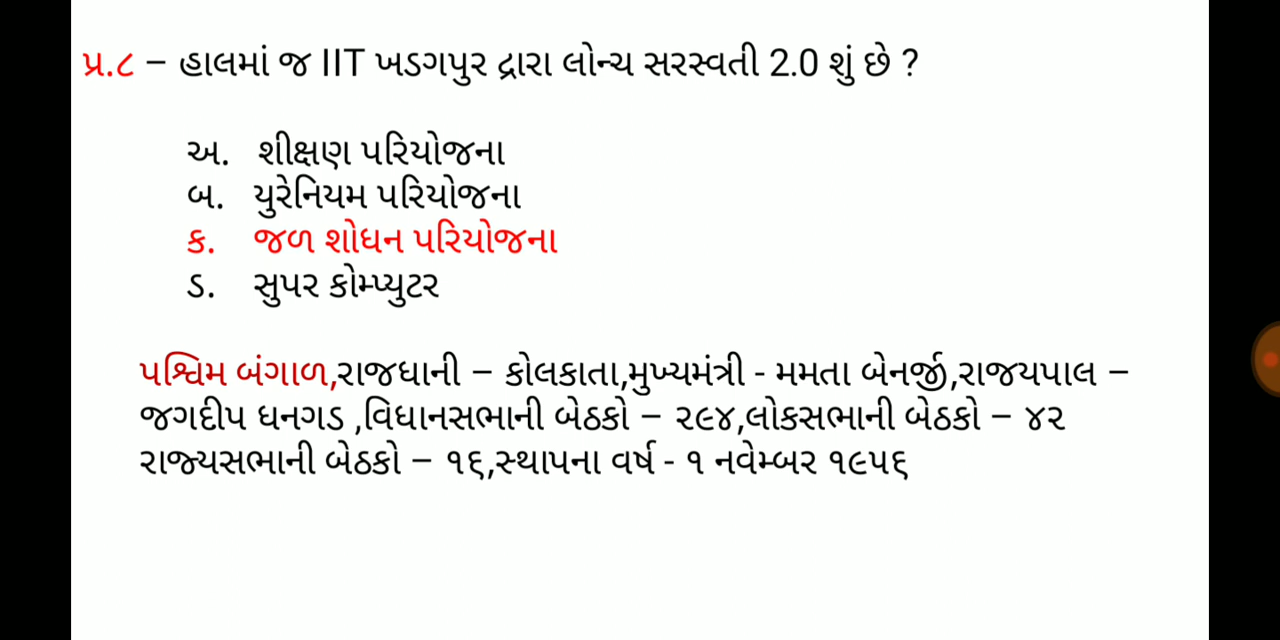 પ્ર.૮ – હાલમાં જ IIT ખડગપુર દ્વારા લોન્ચ સરસ્વતી 2.0 શું છે ?
અ. શીક્ષણ પરિયોજના
બ. યુરેનિયમ પરિયોજના
ક. જળ શોધન પરિયોજના
ડ. સુપર કોમ્પ્યુટર
પશ્ચિમ બંગાળ,રાજધાની – કોલકાતા,મુખ્યમંત્રી - મમતા બેનર્જી,રાજયપાલ –
જગદીપ ધનગડ ,વિધાનસભાની બેઠકો – ૨૯૪,લોકસભાની બેઠકો – ૪૨
રાજ્યસભાની બેઠકો – ૧૬,સ્થાપના વર્ષ - ૧ નવેમ્બર ૧૯૫૬